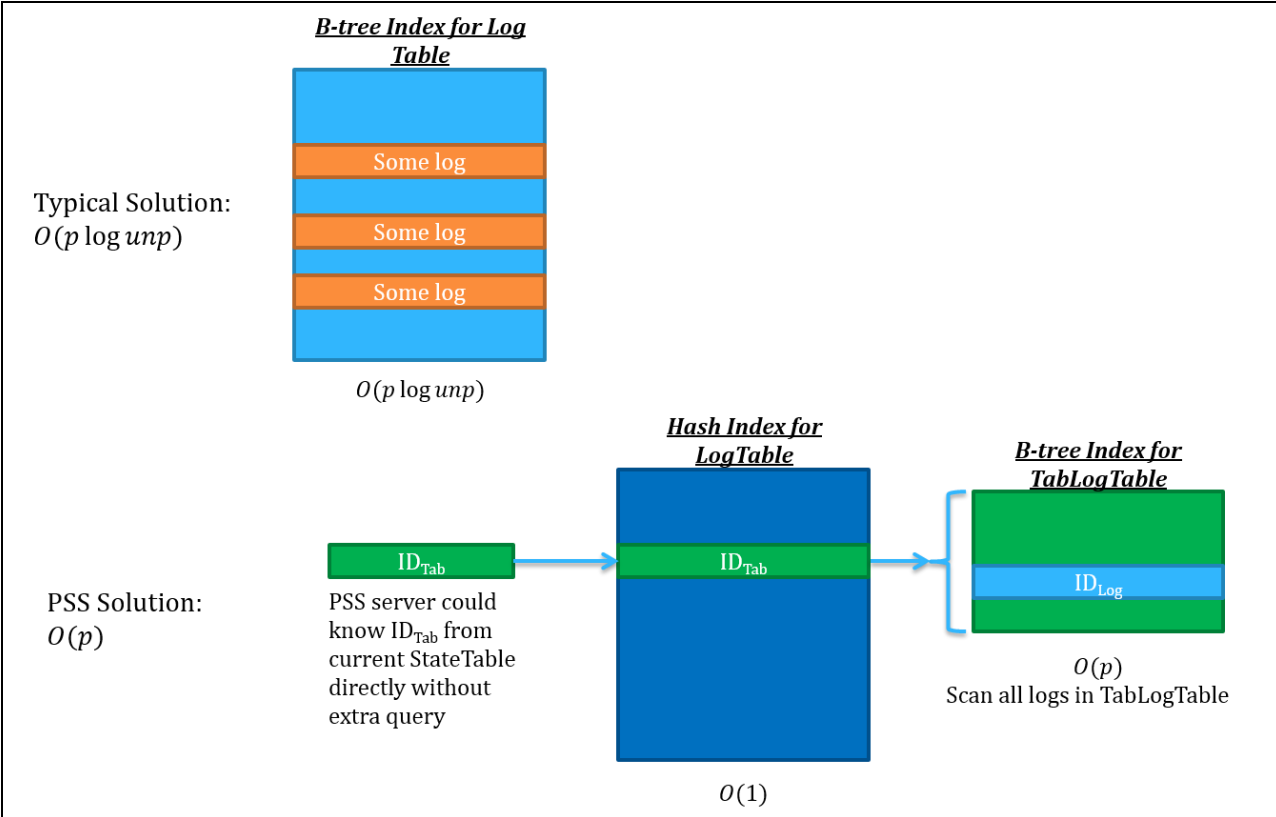 B-tree Index for Log
Table
Some log
Some log
Some log
Typical Solution:
O(p log unp)
O(p log unp)
Hash Index for
LogTable
B-tree Index for
TabLogTable
ID_Tab
ID_Tab
ID_Log
PSS Solution:
O(p)
PSS server could
know ID_Tab from
current StateTable
directly without
extra query
O(p)
Scan all logs in TabLogTable
O(1)